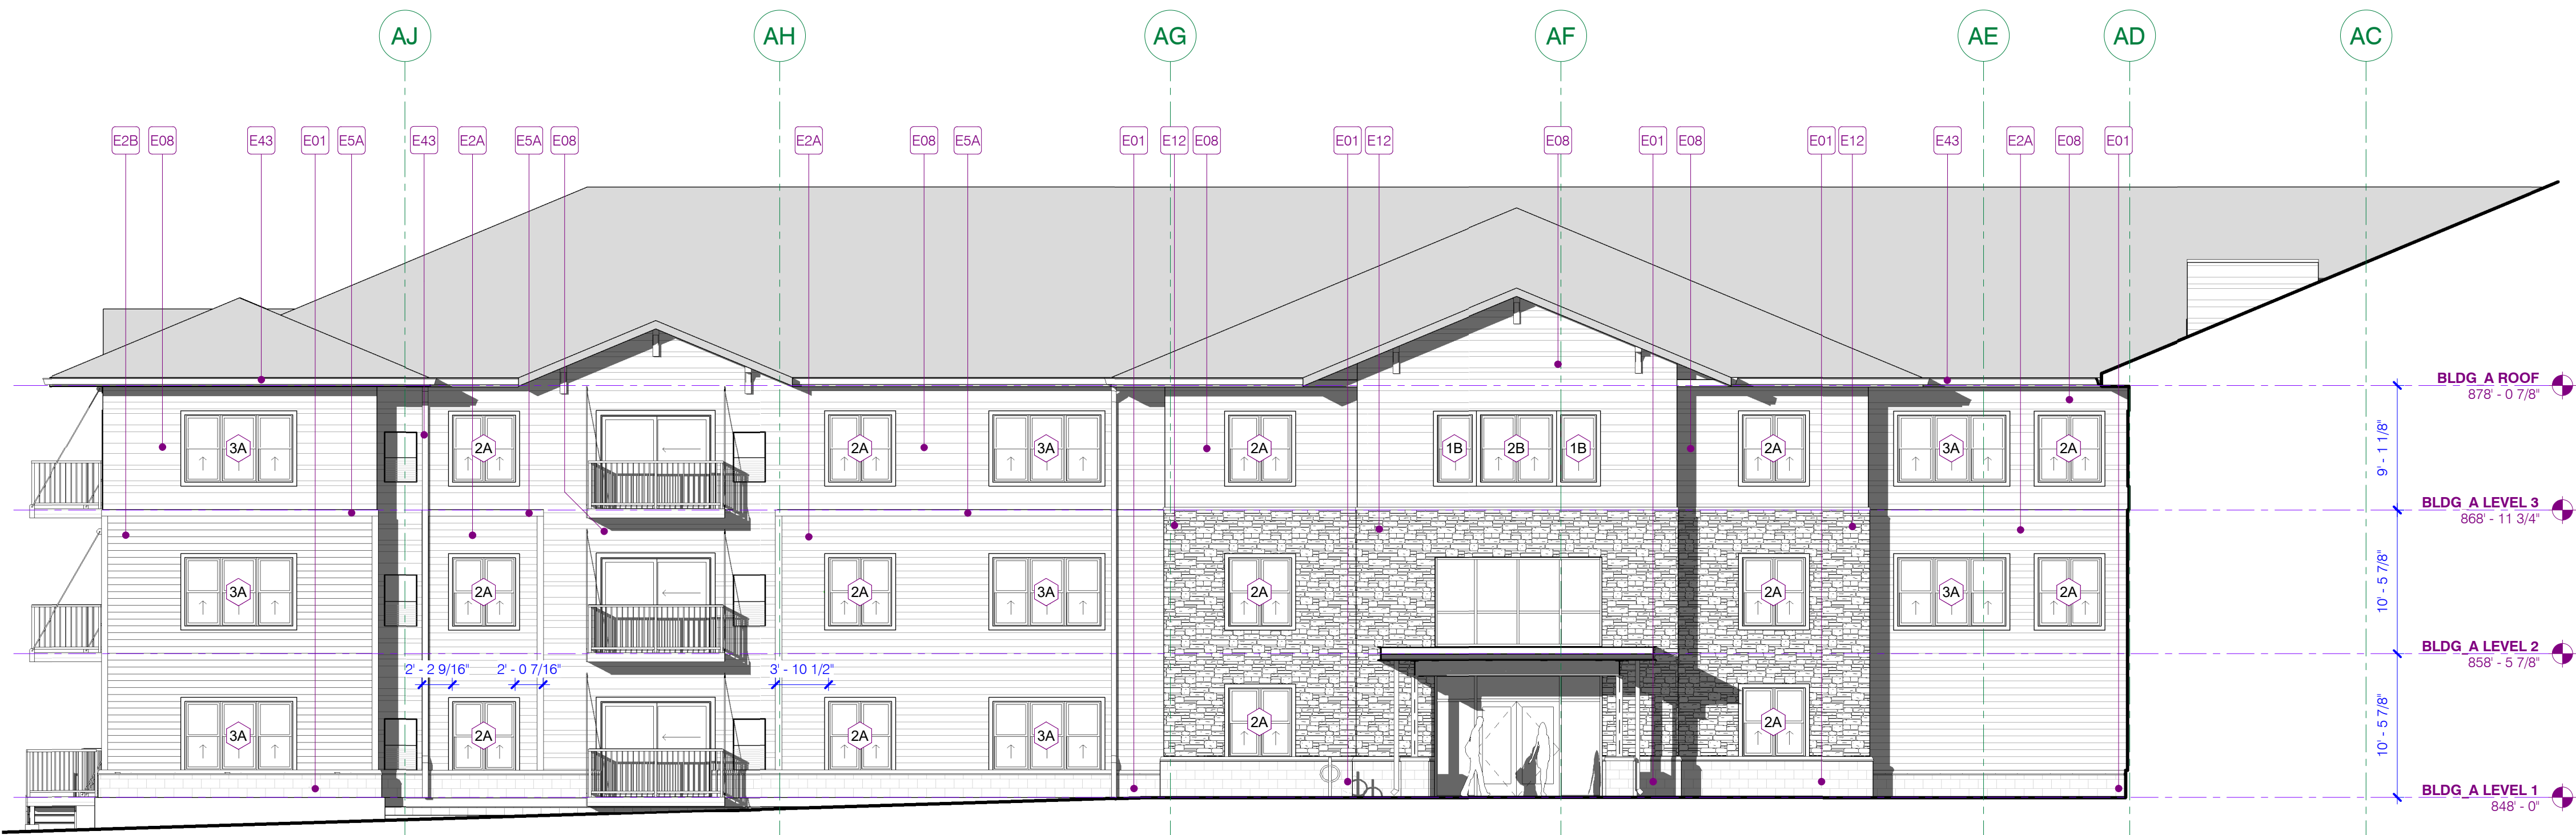 AJ AH AG AF AE AD AC
E2B E08 E43 E01 E5A E43 E2A E5A E08 E2A E08 E5A E01 E12 E08 E01 E12 E08 E01 E08 E01 E12 E43 E2A E08 E01
BLDG_A ROOF
878' - 0 7/8"
9' - 1 1/8"
3A 2A 2A 3A 2A 1B 2B 1B 2A 3A 2A
BLDG_A LEVEL 3
868' - 11 3/4"
10' - 5 7/8"
3A 2A 2A 3A 2A 2A 3A 2A
BLDG_A LEVEL 2
858' - 5 7/8"
2' - 2 9/16" 2' - 0 7/16" 3' - 10 1/2"
10' - 5 7/8"
3A 2A 2A 3A 2A 2A
BLDG_A LEVEL 1
848' - 0"